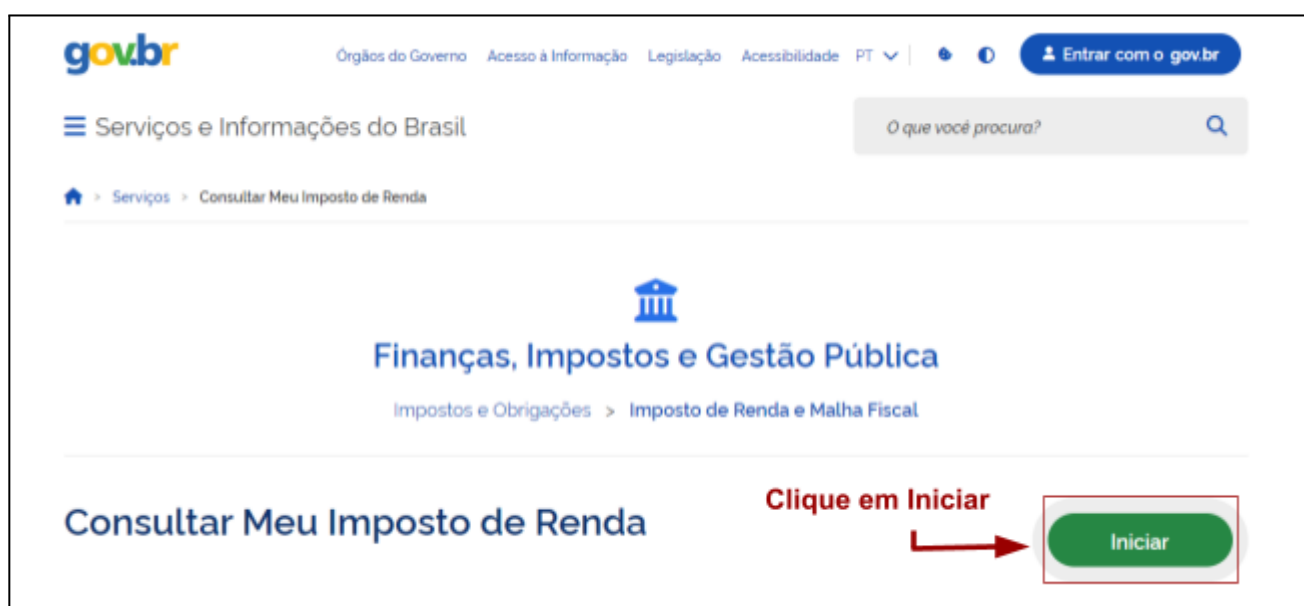 gov.br
Órgãos do Governo Acesso à Informação Legislação Acessibilidade PT
Entrar com o gov.br
Serviços e Informações do Brasil
O que você procura?
> Serviços > Consultar Meu Imposto de Renda
Finanças, Impostos e Gestão Pública
Impostos e Obrigações > Imposto de Renda e Malha Fiscal
Clique em Iniciar
Consultar Meu Imposto de Renda
Iniciar